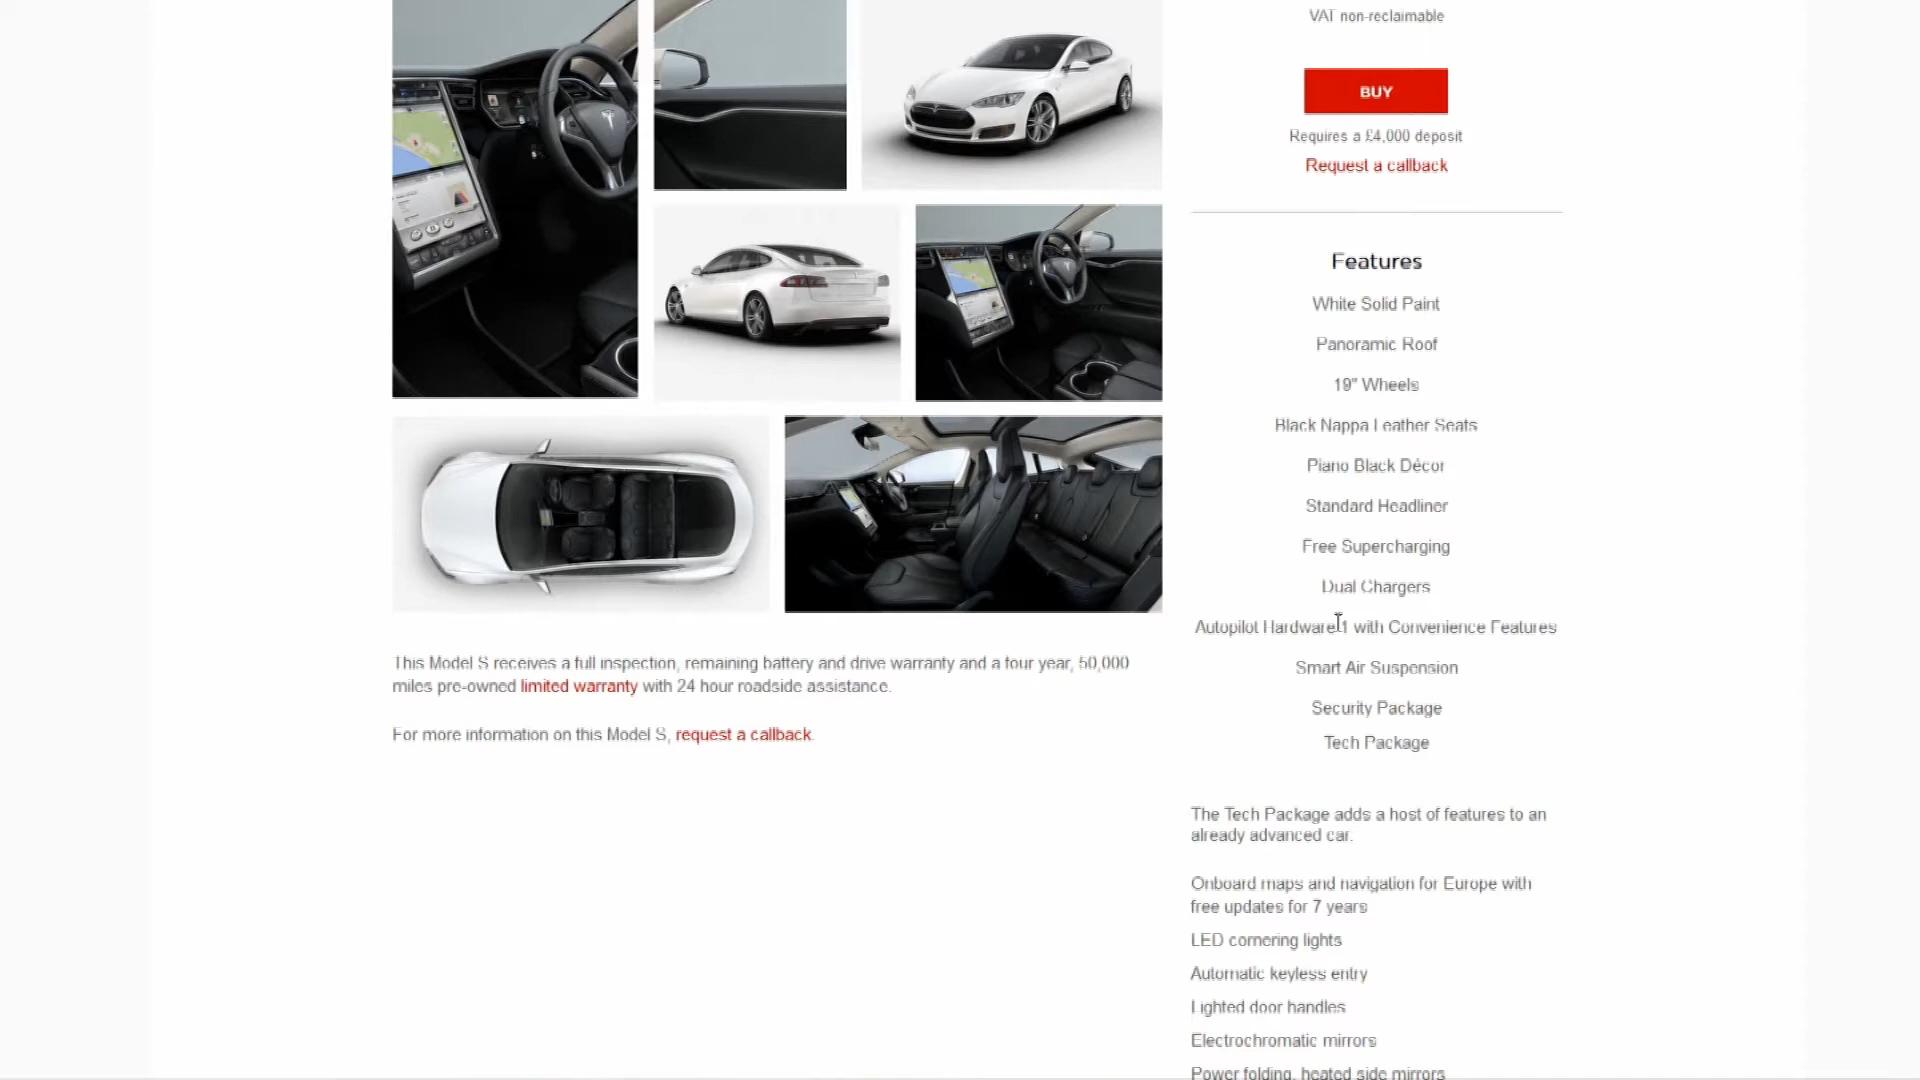 VAT non-reclaimable
BUY
Requires a £4,000 deposit
Request a callback
Features
White Solid Paint
Panoramic Roof
19" Wheels
Black Nappa Leather Seats
Piano Black Décor
Standard Headliner
Free Supercharging
Dual Chargers
Autopilot Hardware 1 with Convenience Features
Smart Air Suspension
Security Package
Tech Package
The Tech Package adds a host of features to an
already advanced car.
Onboard maps and navigation for Europe with
free updates for 7 years
LED cornering lights
Automatic keyless entry
Lighted door handles
Electrochromatic mirrors
Power folding, heated side mirrors
This Model S receives a full inspection, remaining battery and drive warranty and a four year, 50,000
miles pre-owned limited warranty with 24 hour roadside assistance.
For more information on this Model S, request a callback.